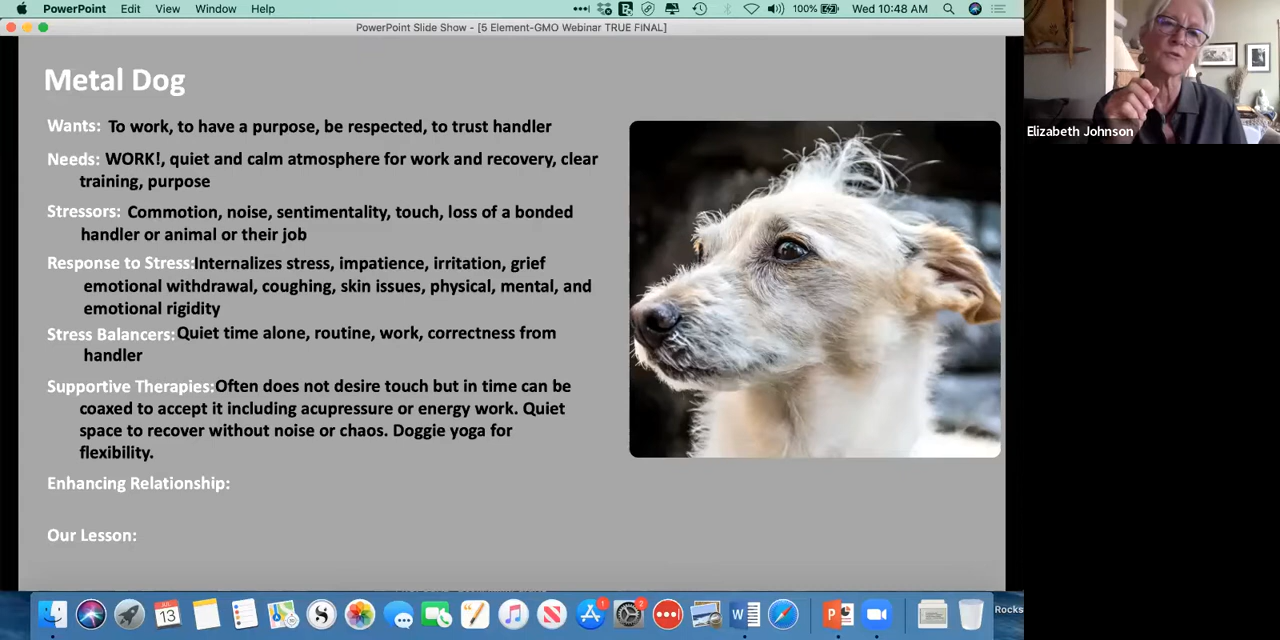 PowerPoint Edit View Window Help 100% Wed 10:48 AM
PowerPoint Slide Show - [5 Element-GMO Webinar TRUE FINAL]
Metal Dog
Wants: To work, to have a purpose, be respected, to trust handler
Needs: WORK!, quiet and calm atmosphere for work and recovery, clear
training, purpose
Stressors: Commotion, noise, sentimentality, touch, loss of a bonded
handler or animal or their job
Response to Stress:Internalizes stress, impatience, irritation, grief
emotional withdrawal, coughing, skin issues, physical, mental, and
emotional rigidity
Stress Balancers: Quiet time alone, routine, work, correctness from
handler
Supportive Therapies:Often does not desire touch but in time can be
coaxed to accept it including acupressure or energy work. Quiet
space to recover without noise or chaos. Doggie yoga for
flexibility.
Enhancing Relationship:
Our Lesson:
Elizabeth Johnson
13
1
2
Rocks